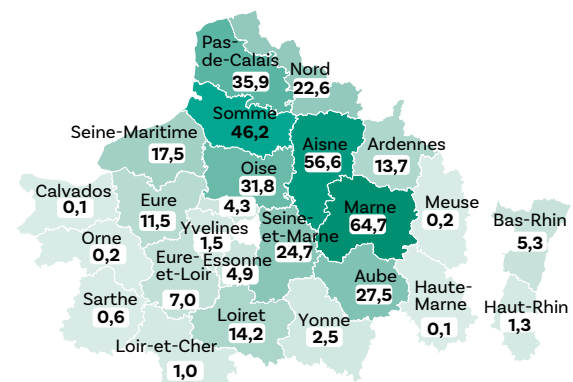 Pas-
de-Calais
35,9
Nord
22,6
Somme
46,2
Seine-Maritime
17,5
Aisne
56,6
Ardennes
13,7
Oise
31,8
4,3
Calvados
0,1
Eure
11,5
Yvelines
1,5
Seine-
et-Marne
24,7
Marne
64,7
Meuse
0,2
Bas-Rhin
5,3
Orne
0,2
Eure-
et-Loir
7,0
Essonne
4,9
Aube
27,5
Haute-
Marne
0,1
Haut-Rhin
1,3
Sarthe
0,6
Loiret
14,2
Yonne
2,5
Loir-et-Cher
1,0